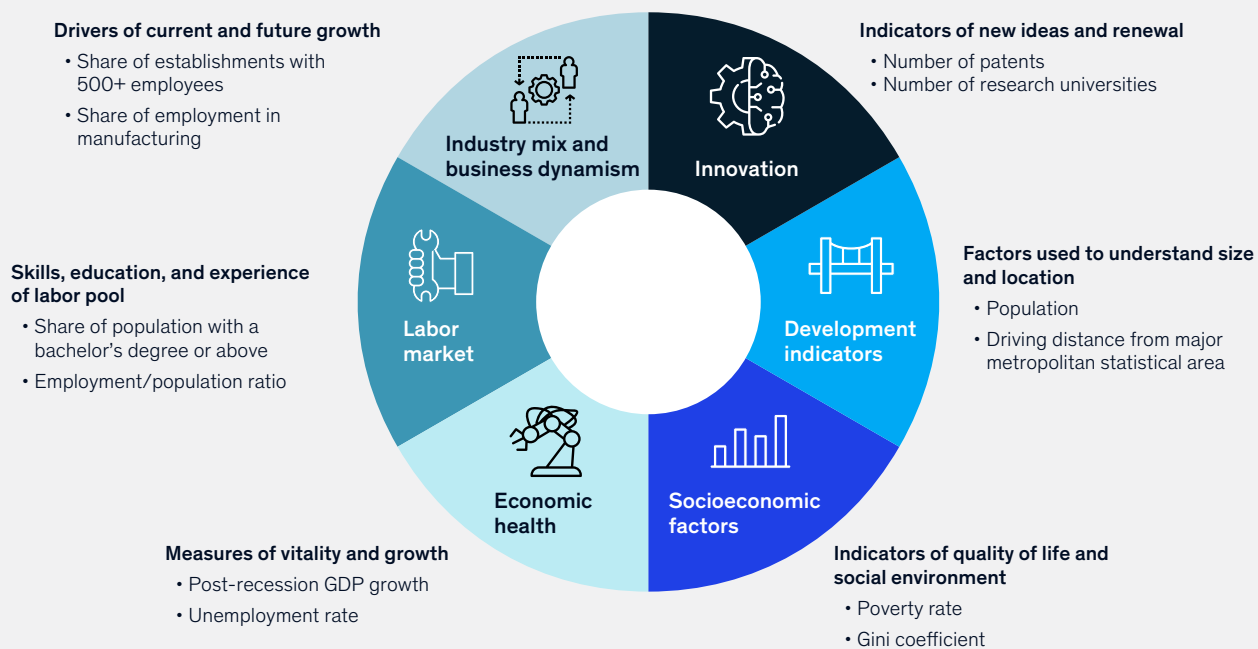 Drivers of current and future growth
• Share of establishments with
500+ employees
• Share of employment in
manufacturing
Industry mix and
business dynamism
Innovation
Indicators of new ideas and renewal
• Number of patents
• Number of research universities
Skills, education, and experience
of labor pool
• Share of population with a
bachelor's degree or above
• Employment/population ratio
Labor
market
Development
indicators
Factors used to understand size
and location
• Population
• Driving distance from major
metropolitan statistical area
Economic
health
Socioeconomic
factors
Measures of vitality and growth
• Post-recession GDP growth
• Unemployment rate
Indicators of quality of life and
social environment
• Poverty rate
• Gini coefficient